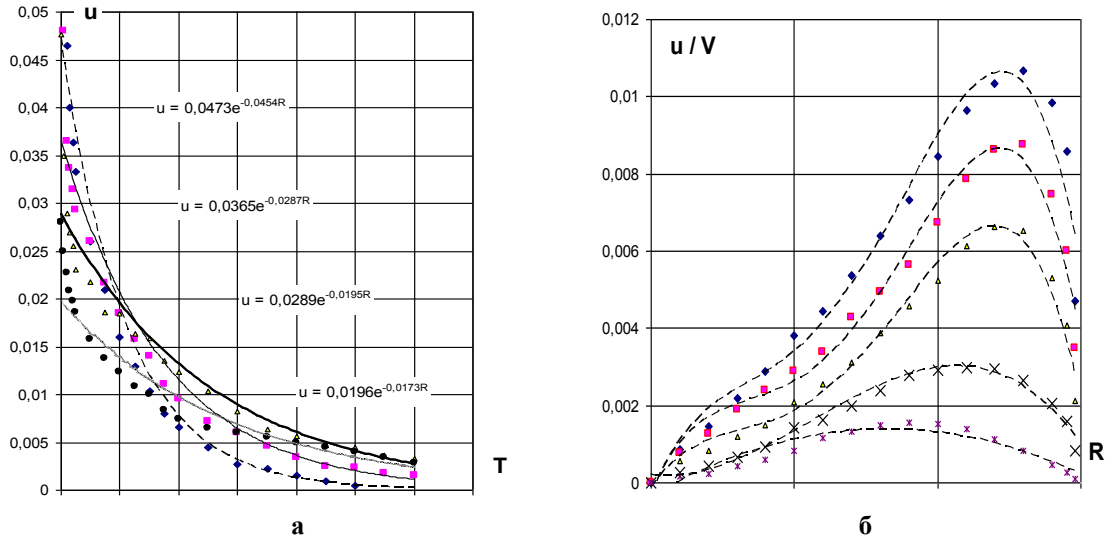 u
0,05
0,045
0,04
0,035
0,03
0,025
0,02
0,015
0,01
0,005
0
u = 0,0473e^-0,0454R
u = 0,0365e^-0,0287R
u = 0,0289e^-0,0195R
u = 0,0196e^-0,0173R
T
а
u / V
0,012
0,01
0,008
0,006
0,004
0,002
0
R
б